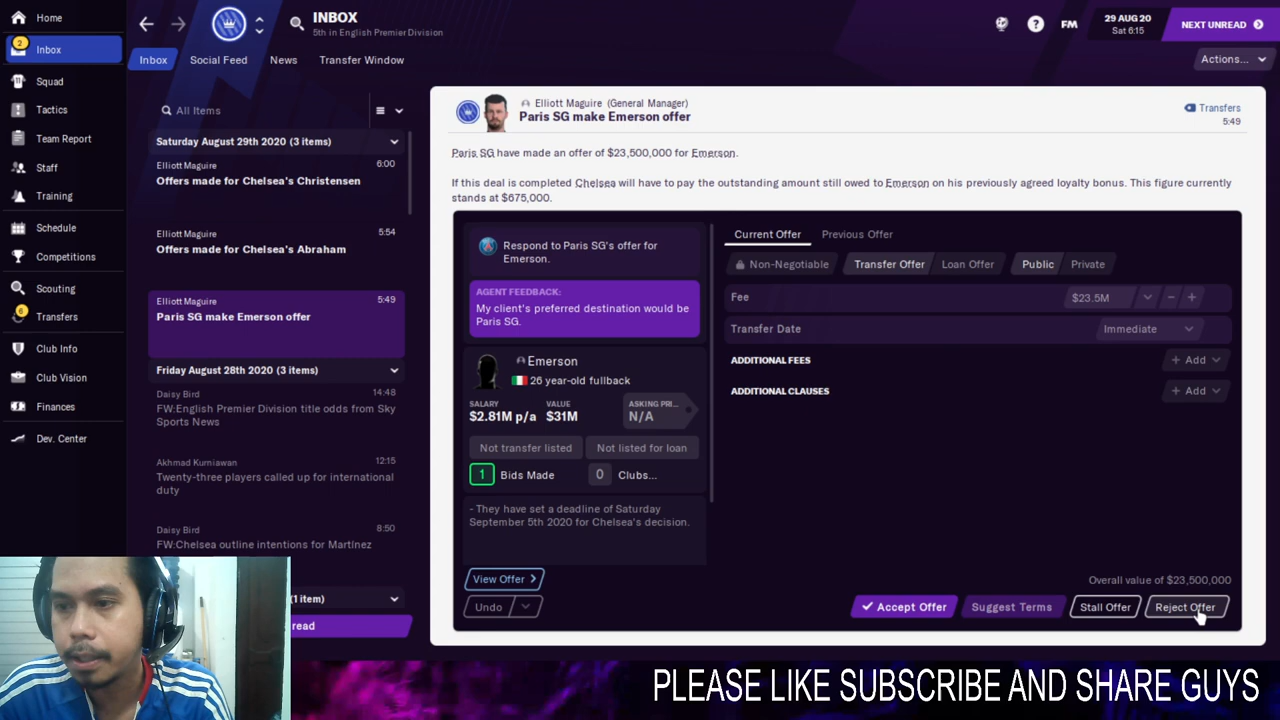 Home
Inbox
2
Squad
Tactics
Team Report
Staff
Training
Schedule
Competitions
Scouting
Transfers
6
Club Info
Club Vision
Finances
Dev. Center
INBOX
5th in English Premier Division
FM
29 AUG 20
Sat 6:15
NEXT UNREAD
Inbox
Social Feed
News
Transfer Window
Actions...
All Items
Saturday August 29th 2020 (3 items)
Elliott Maguire 6:00
Offers made for Chelsea's Christensen
Elliott Maguire 5:54
Offers made for Chelsea's Abraham
Elliott Maguire 5:49
Paris SG make Emerson offer
Friday August 28th 2020 (3 items)
Daisy Bird 14:48
FW:English Premier Division title odds from Sky
Sports News
Akhmad Kurniawan 12:15
Twenty-three players called up for international
duty
Daisy Bird 8:50
FW:Chelsea outline intentions for Martínez
(1 item)
read
Elliott Maguire (General Manager)
Paris SG make Emerson offer
Transfers
5:49
Paris SG have made an offer of $23,500,000 for Emerson.
If this deal is completed Chelsea will have to pay the outstanding amount still owed to Emerson on his previously agreed loyalty bonus. This figure currently
stands at $675,000.
Respond to Paris SG's offer for
Emerson.
AGENT FEEDBACK:
My client's preferred destination would be
Paris SG.
Emerson
26 year-old fullback
SALARY VALUE ASKING PRI...
$2.81M p/a $31M N/A
Not transfer listed Not listed for loan
1 Bids Made 0 Clubs...
- They have set a deadline of Saturday
September 5th 2020 for Chelsea's decision.
View Offer
Undo
Current Offer Previous Offer
Non-Negotiable Transfer Offer Loan Offer Public Private
Fee $23.5M
Transfer Date Immediate
ADDITIONAL FEES + Add
ADDITIONAL CLAUSES + Add
Overall value of $23,500,000
Accept Offer Suggest Terms Stall Offer Reject Offer
PLEASE LIKE SUBSCRIBE AND SHARE GUYS